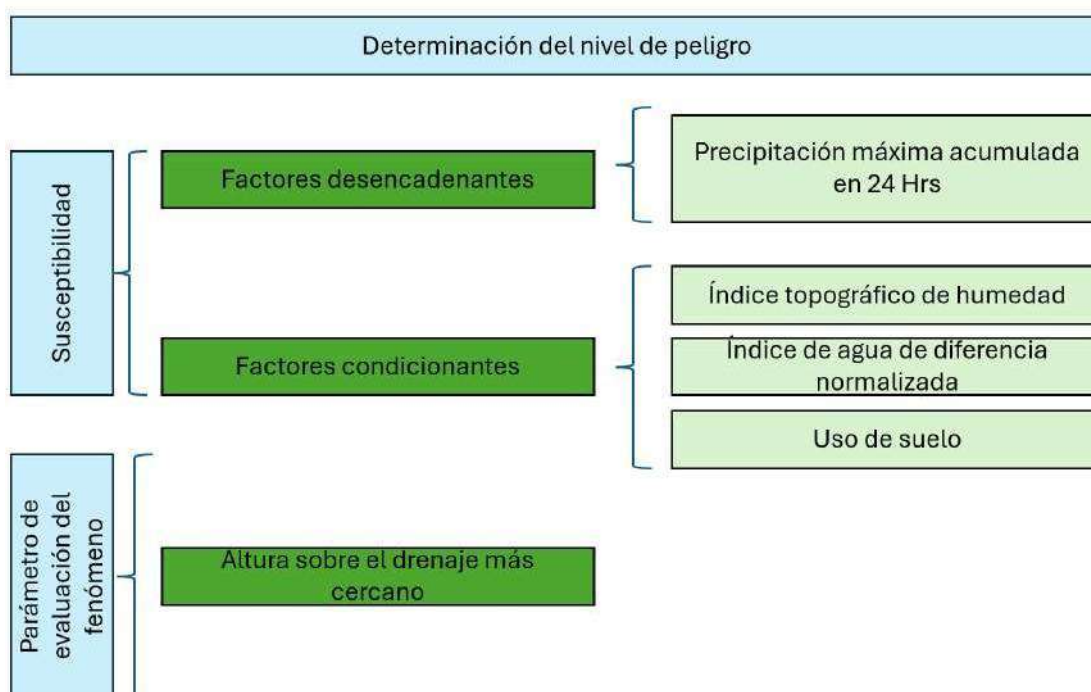 Determinación del nivel de peligro
Susceptibilidad
Factores desencadenantes
Precipitación máxima acumulada
en 24 Hrs
Factores condicionantes
Índice topográfico de humedad
Índice de agua de diferencia
normalizada
Uso de suelo
Parámetro de
evaluación del
fenómeno
Altura sobre el drenaje más
cercano